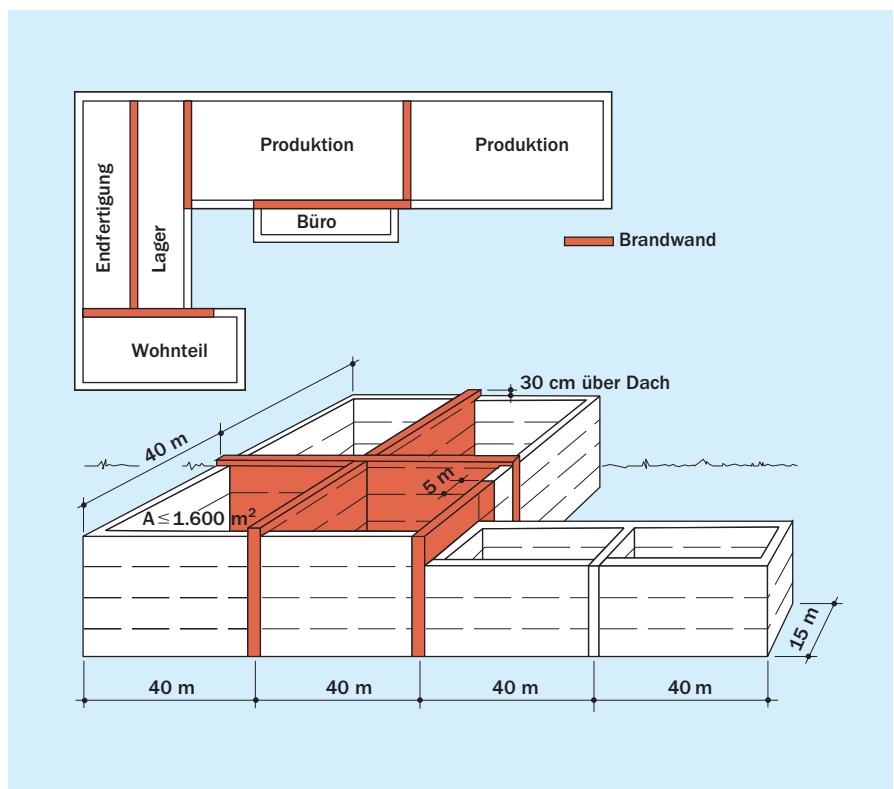 Produktion
Produktion
Endfertigung
Lager
Büro
Brandwand
Wohnteil
30 cm über Dach
40 m
5 m
A ≤ 1.600 m²
15 m
40 m
40 m
40 m
40 m